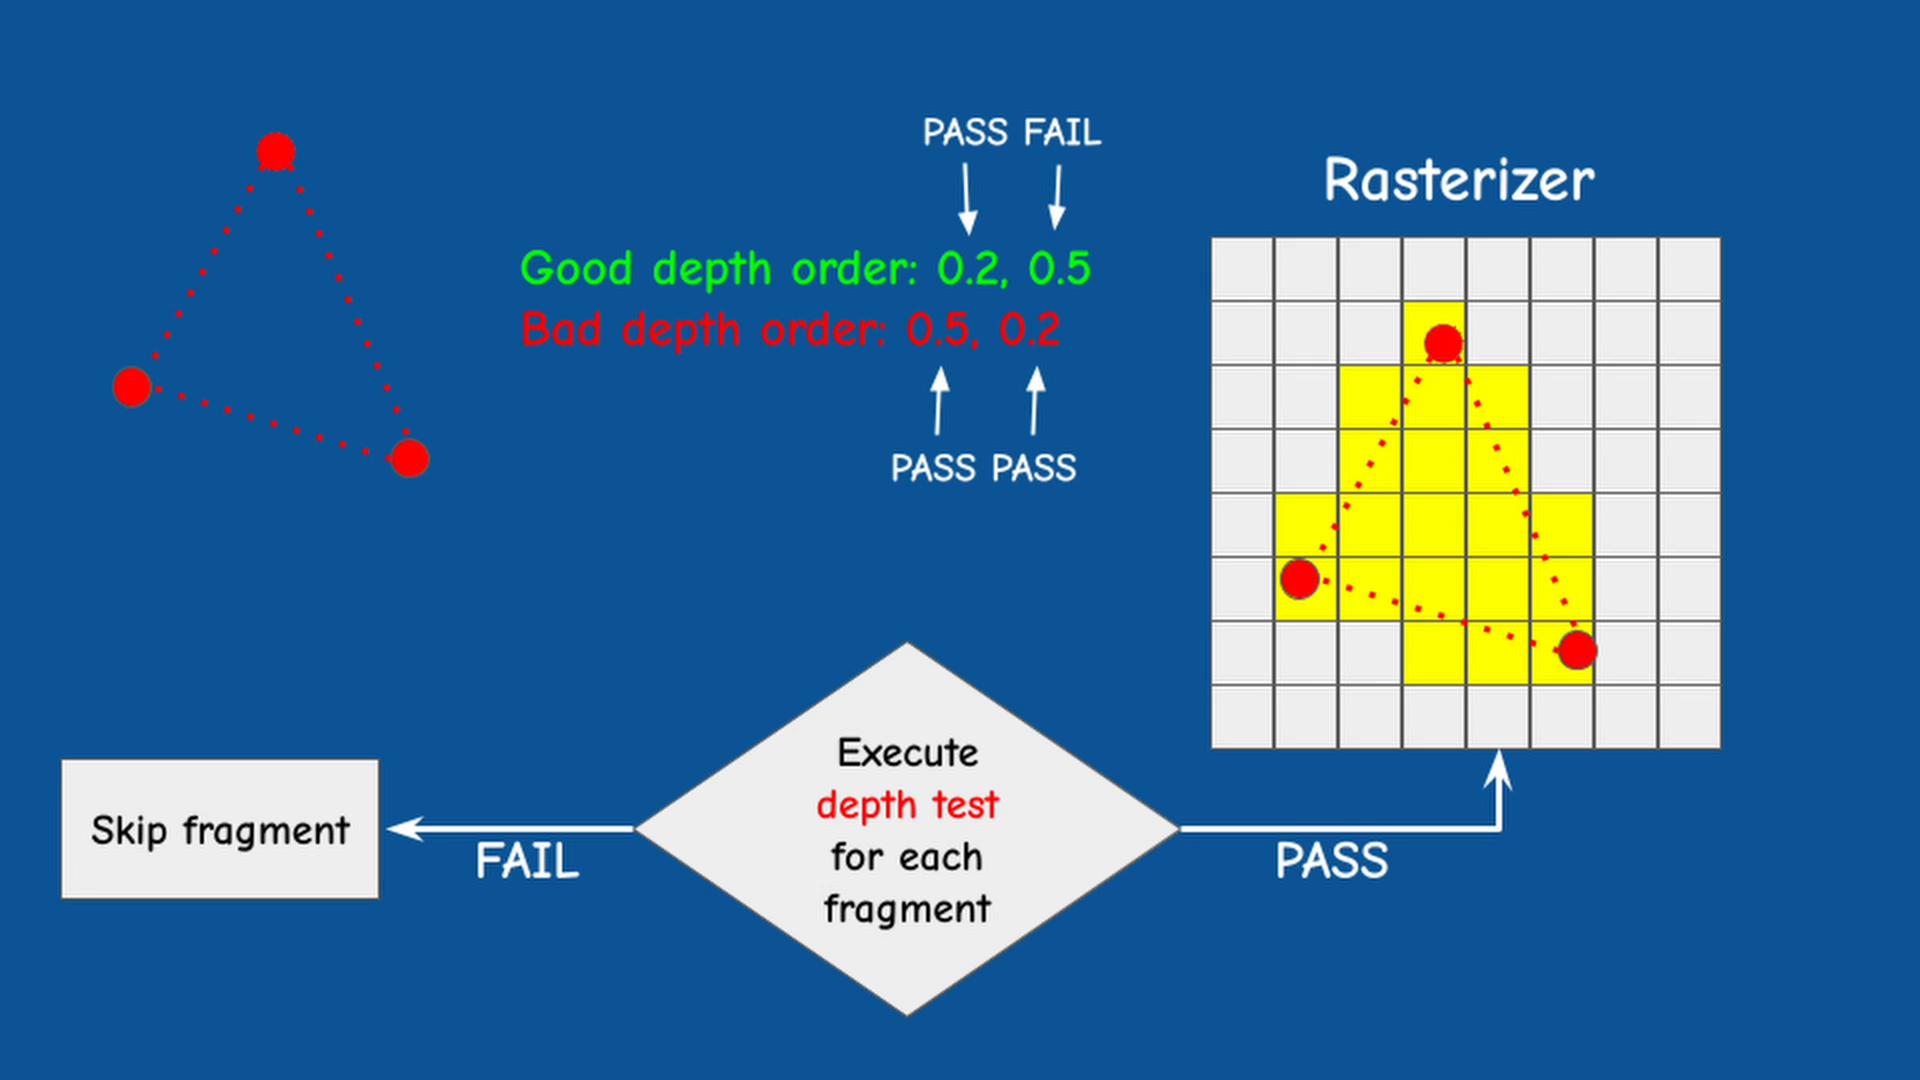 PASS FAIL
Rasterizer
Good depth order: 0.2, 0.5
Bad depth order: 0.5, 0.2
PASS PASS
Execute
depth test
for each
fragment
Skip fragment
FAIL
PASS